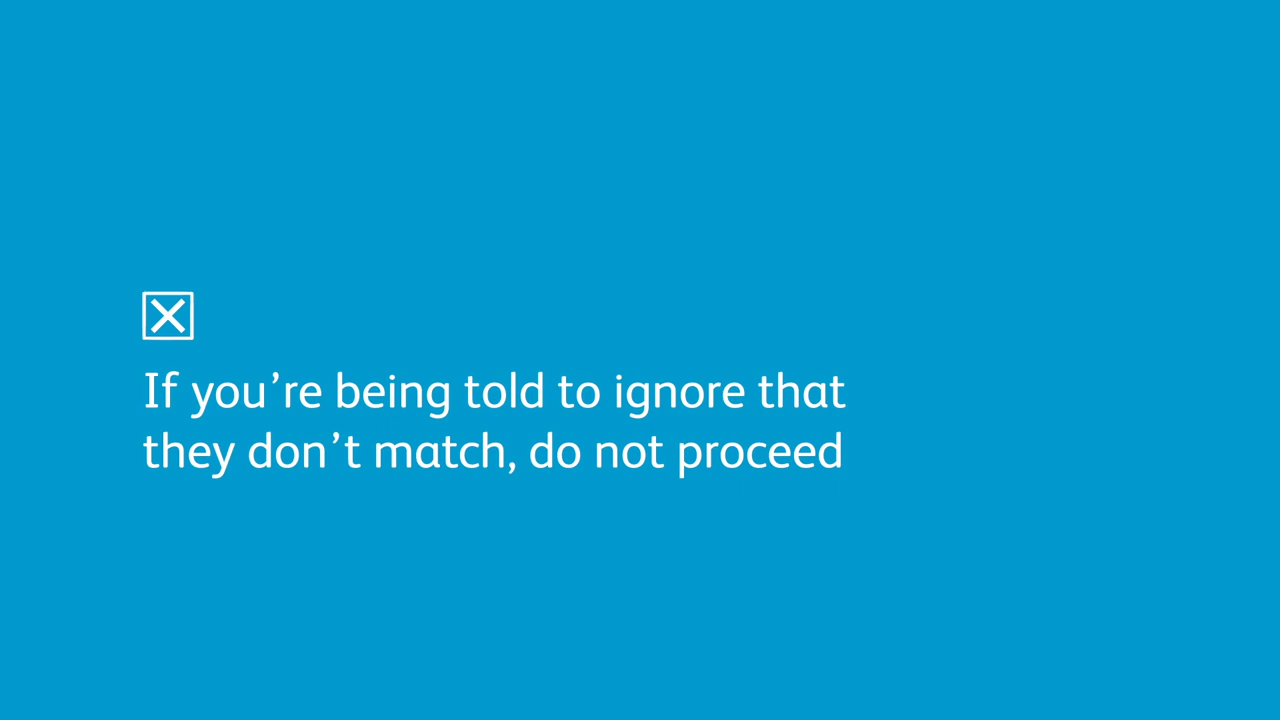 If you’re being told to ignore that
they don’t match, do not proceed